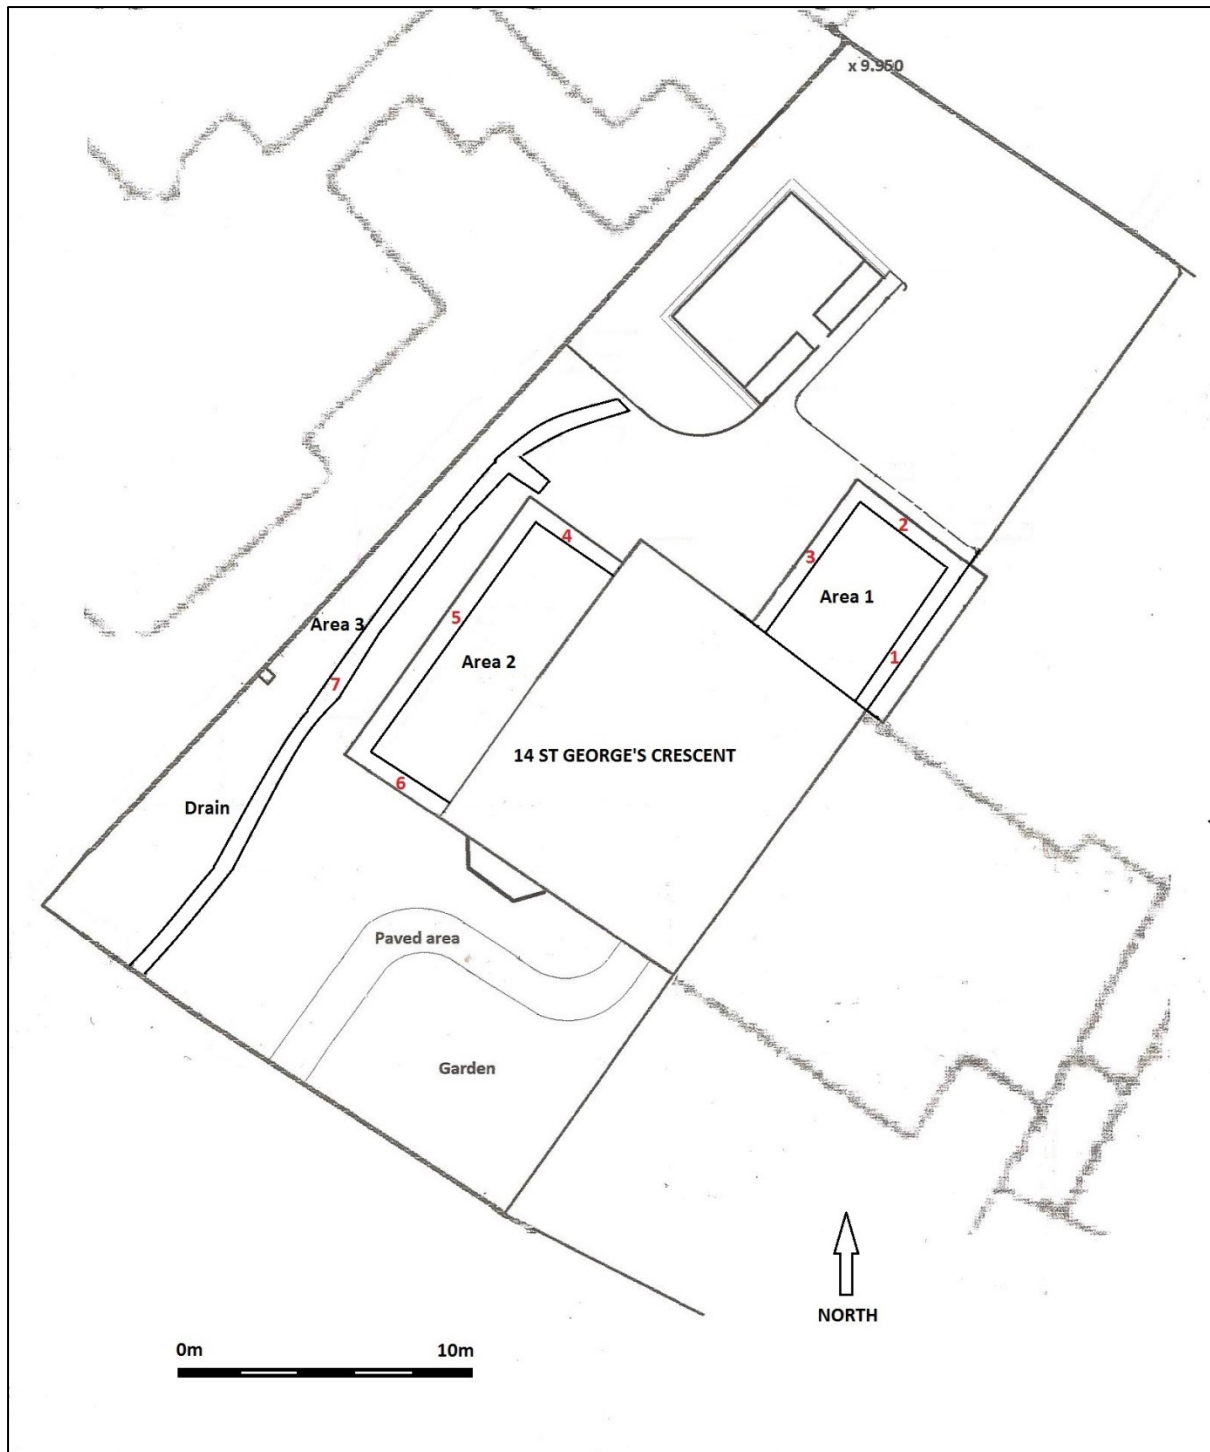 x 9.950
2
4
3
Area 1
5
Area 3
Area 2
1
7
14 ST GEORGE'S CRESCENT
6
Drain
Paved area
Garden
NORTH
0m 10m